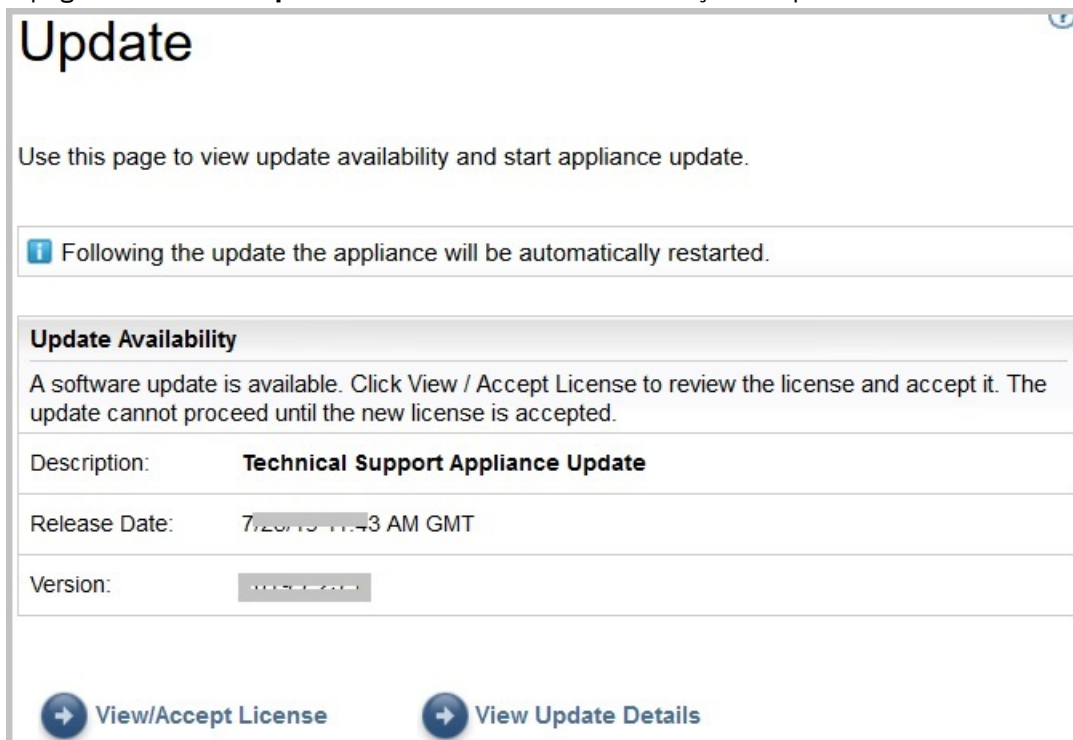 Update
Use this page to view update availability and start appliance update.
Following the update the appliance will be automatically restarted.
Update Availability
A software update is available. Click View / Accept License to review the license and accept it. The
update cannot proceed until the new license is accepted.
Description: Technical Support Appliance Update
Release Date: 3 AM GMT
Version:
View/Accept License View Update Details